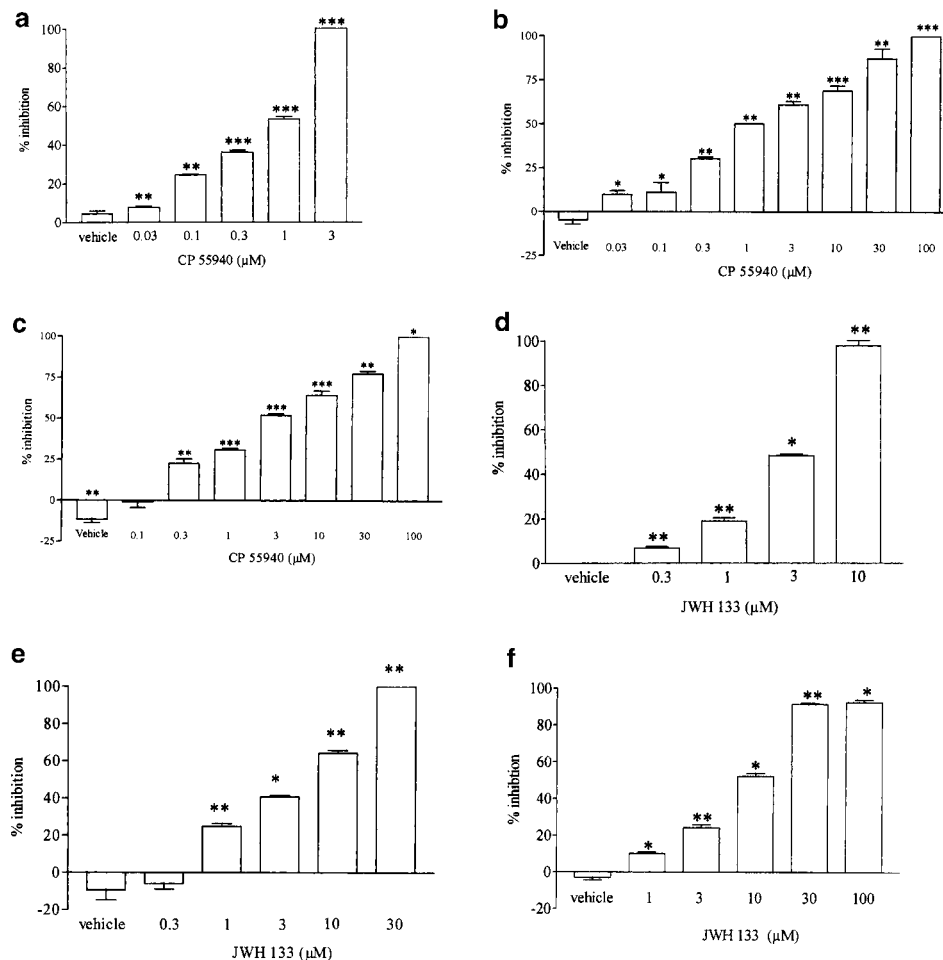 a
***
100
80
***
60
% inhibition
***
40
**
20
**
0
vehicle 0.03 0.1 0.3 1 3
CP 55940 (µM)
b
***
100
**
***
75
**
**
50
% inhibition
**
25
*
*
0
-25
Vehicle 0.03 0.1 0.3 1 3 10 30 100
CP 55940 (µM)
c
*
100
**
75
***
***
50
% inhibition
***
**
25
**
0
-25
Vehicle 0.1 0.3 1 3 10 30 100
CP 55940 (µM)
d
**
100
80
60
*
% inhibition
40
**
20
**
0
vehicle 0.3 1 3 10
JWH 133 (µM)
e
**
100
80
**
60
*
% inhibition
40
**
20
0
-20
vehicle 0.3 1 3 10 30
JWH 133 (µM)
f
**
*
100
80
60
*
% inhibition
40
**
20
*
0
-20
vehicle 1 3 10 30 100
JWH 133 (µM)